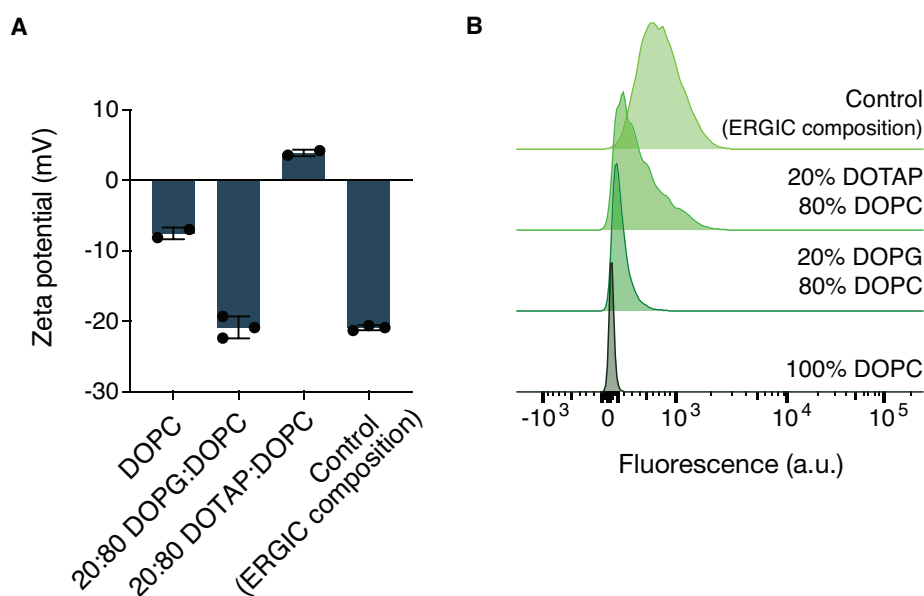 A
Zeta potential (mV)
10
0
-10
-20
-30
DOPC
20:80 DOPG:DOPC
20:80 DOTAP:DOPC
Control
(ERGIC composition)
B
Control
(ERGIC composition)
20% DOTAP
80% DOPC
20% DOPG
80% DOPC
100% DOPC
-10³ 0 10³ 10⁴ 10⁵
Fluorescence (a.u.)